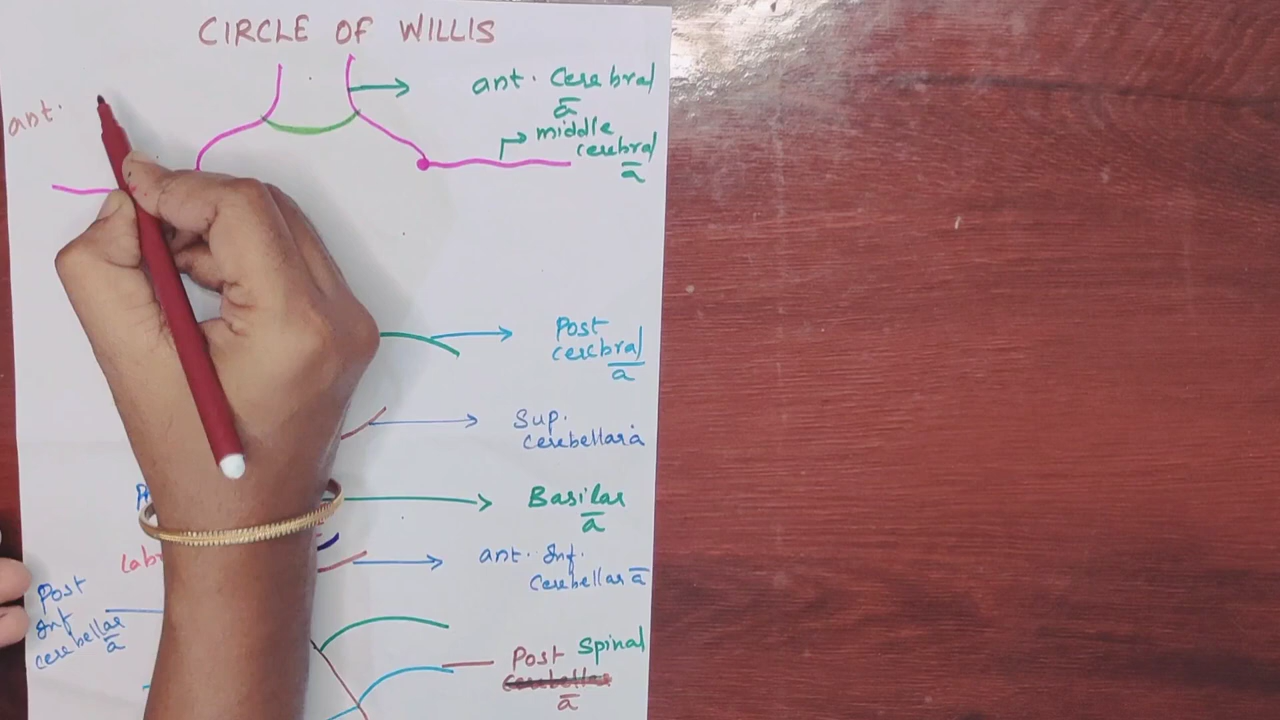 CIRCLE OF WILLIS
ant. Cerebral
a
ant.
middle
cerebral
a
Post
cerebral
a
Sup.
cerebellar a
Basilar
a
ant. Inf.
cerebellar a
Post
Inf
cerebellar
a
Post Spinal
a